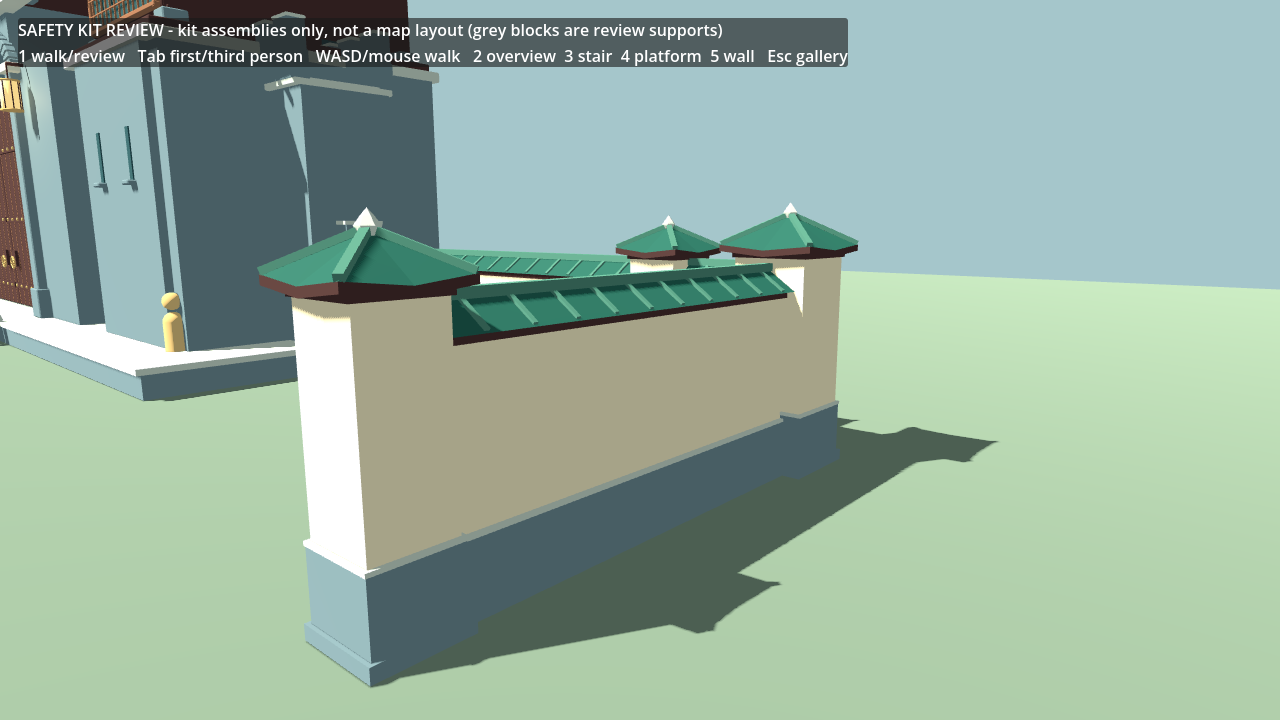 SAFETY KIT REVIEW - kit assemblies only, not a map layout (grey blocks are review supports)
1 walk/review   Tab first/third person   WASD/mouse walk   2 overview  3 stair  4 platform  5 wall   Esc gallery